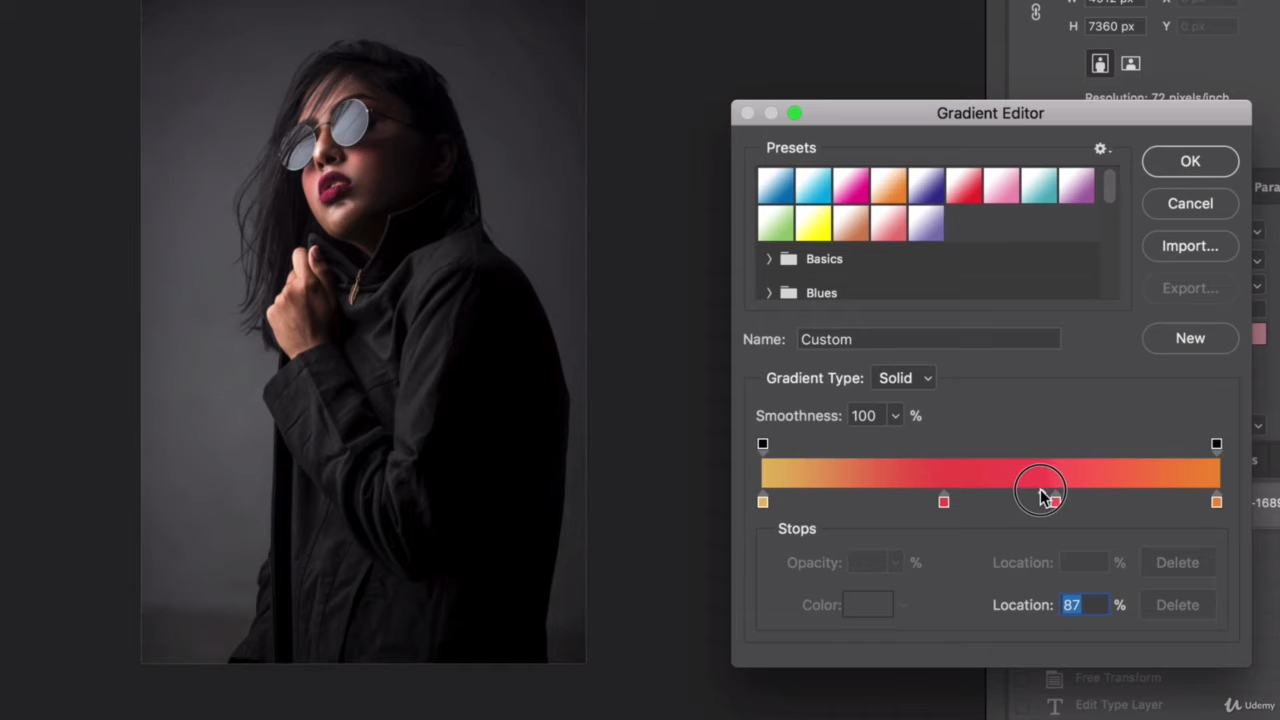 X
H 7360 px Y 0 px
Resolution: 72 pixels/inch
Gradient Editor
Presets
OK
Cancel
Import...
Export...
New
Para
Basics
Blues
Name: Custom
Gradient Type: Solid
Smoothness: 100 %
Stops
Opacity: % Location: % Delete
Color: Location: 87 % Delete
Free Transform
Edit Type Layer
Udemy